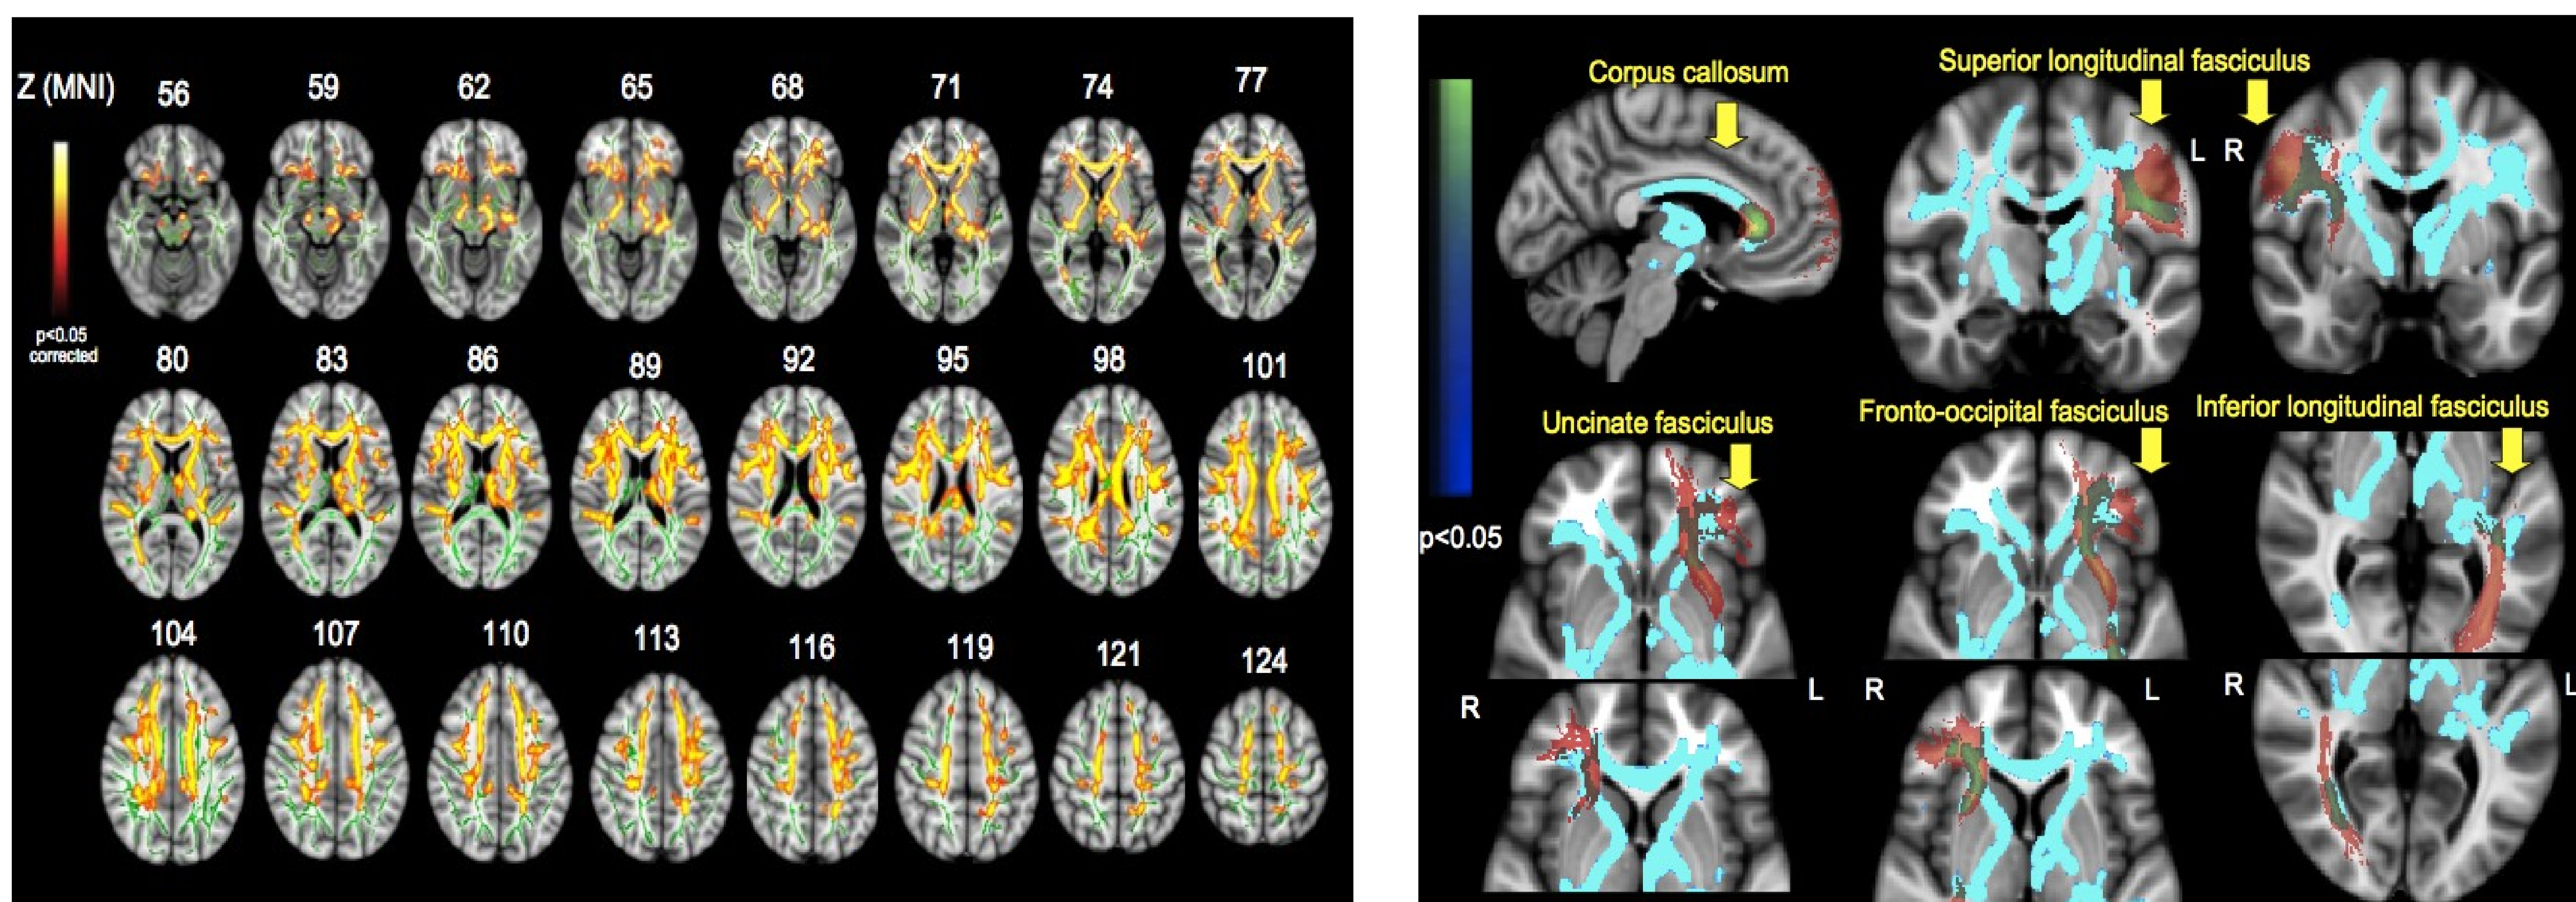 Z (MNI)
56 59 62 65 68 71 74 77
p<0.05
corrected
80 83 86 89 92 95 98 101
104 107 110 113 116 119 121 124
Corpus callosum
Superior longitudinal fasciculus
L R
Uncinate fasciculus
Fronto-occipital fasciculus
Inferior longitudinal fasciculus
p<0.05
R L R L R L